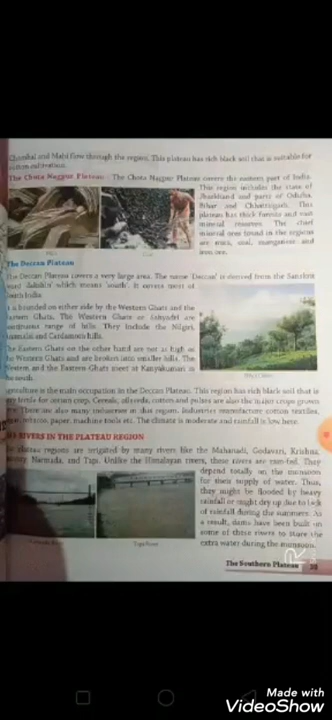 Chambal and Mahi flow through the region. This plateau has rich black soil that is suitable for
cotton cultivation.
The Chota Nagpur Plateau : The Chota Nagpur Plateau covers the eastern part of India.
This region includes the state of
Jharkhand and parts of Odisha,
Bihar and Chhattisgarh. This
plateau has thick forests and vast
mineral reserves. The chief
mineral ores found in the regions
are mica, coal, manganese and
iron ore.
Mica
Coal
The Deccan Plateau
The Deccan Plateau covers a very large area. The name 'Deccan' is derived from the Sanskrit
word 'dakshin' which means 'south'. It covers most of
South India.
It is bounded on either side by the Western Ghats and the
Eastern Ghats. The Western Ghats or Sahyadri are
continuous range of hills. They include the Nilgiri,
Annamalai and Cardamom hills.
The Eastern Ghats on the other hand are not as high as
the Western Ghats and are broken into smaller hills. The
Western, and the Eastern Ghats meet at Kanyakumari in
the south.
Agriculture is the main occupation in the Deccan Plateau. This region has rich black soil that is
very fertile for cotton crop. Cereals, oilseeds, cotton and pulses are also the major crops grown
here. There are also many industries in this region. Industries manufacture cotton textiles,
paper, machine tools etc. The climate is moderate and rainfall is low here.
RIVERS IN THE PLATEAU REGION
The plateau regions are irrigated by many rivers like the Mahanadi, Godavari, Krishna,
Narmada, and Tapi. Unlike the Himalayan rivers, these rivers are rain-fed. They
depend totally on the monsoon
for their supply of water. Thus,
they might be flooded by heavy
rainfall or might dry up due to lack
of rainfall during the summers. As
a result, dams have been built on
some of these rivers to store the
extra water during the monsoon.
Tapi River
The Southern Plateau
Made with
VideoShow